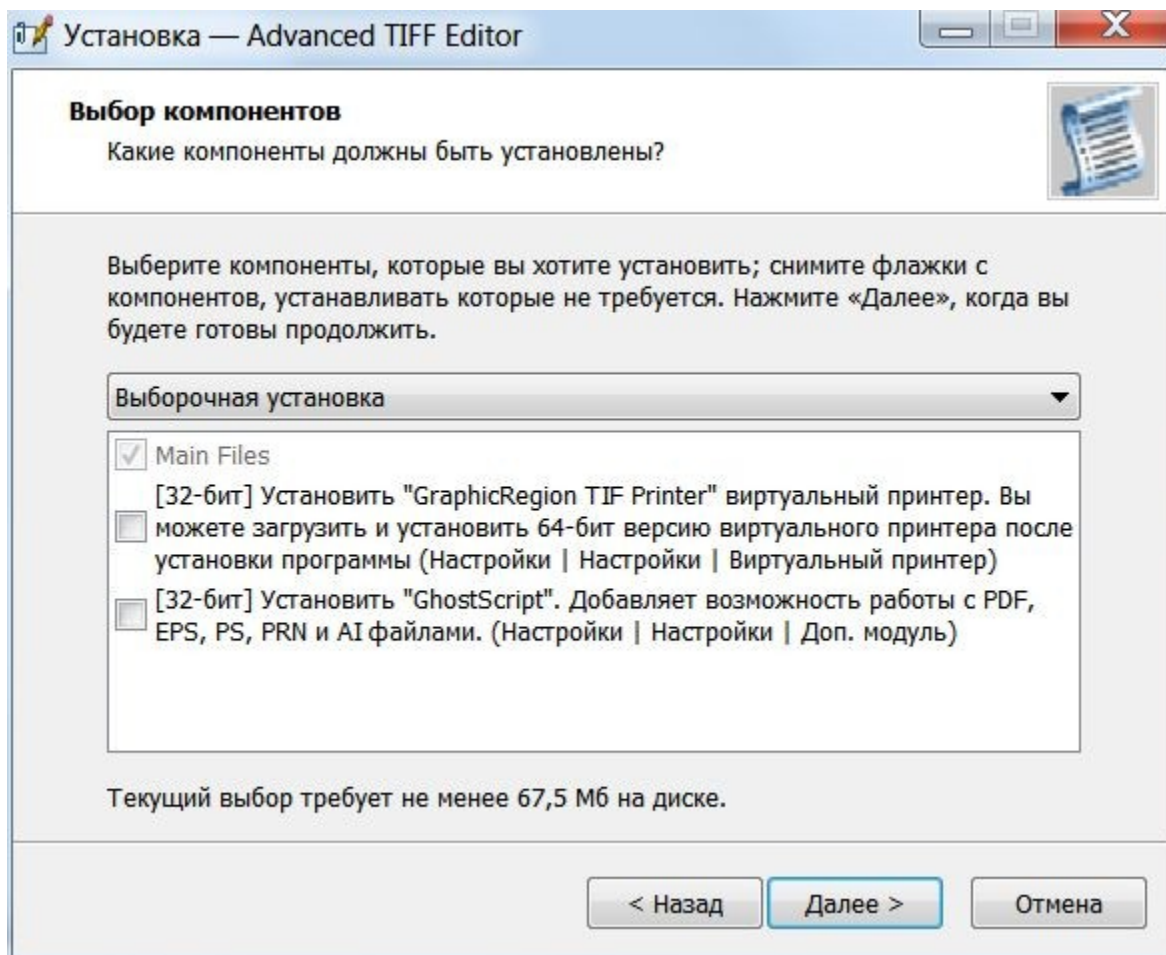 Установка — Advanced TIFF Editor
Выбор компонентов
Какие компоненты должны быть установлены?
Выберите компоненты, которые вы хотите установить; снимите флажки с
компонентов, устанавливать которые не требуется. Нажмите «Далее», когда вы
будете готовы продолжить.
Выборочная установка
Main Files
[32-бит] Установить "GraphicRegion TIF Printer" виртуальный принтер. Вы
можете загрузить и установить 64-бит версию виртуального принтера после
установки программы (Настройки | Настройки | Виртуальный принтер)
[32-бит] Установить "GhostScript". Добавляет возможность работы с PDF,
EPS, PS, PRN и AI файлами. (Настройки | Настройки | Доп. модуль)
Текущий выбор требует не менее 67,5 Мб на диске.
< Назад Далее > Отмена